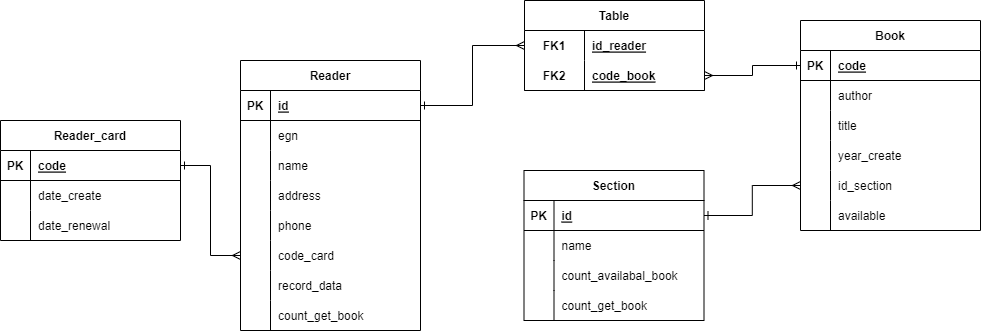 Table
FK1 id_reader
FK2 code_book
Book
PK code
author
title
year_create
id_section
available
Reader
PK id
egn
name
address
phone
code_card
record_data
count_get_book
Reader_card
PK code
date_create
date_renewal
Section
PK id
name
count_availabal_book
count_get_book